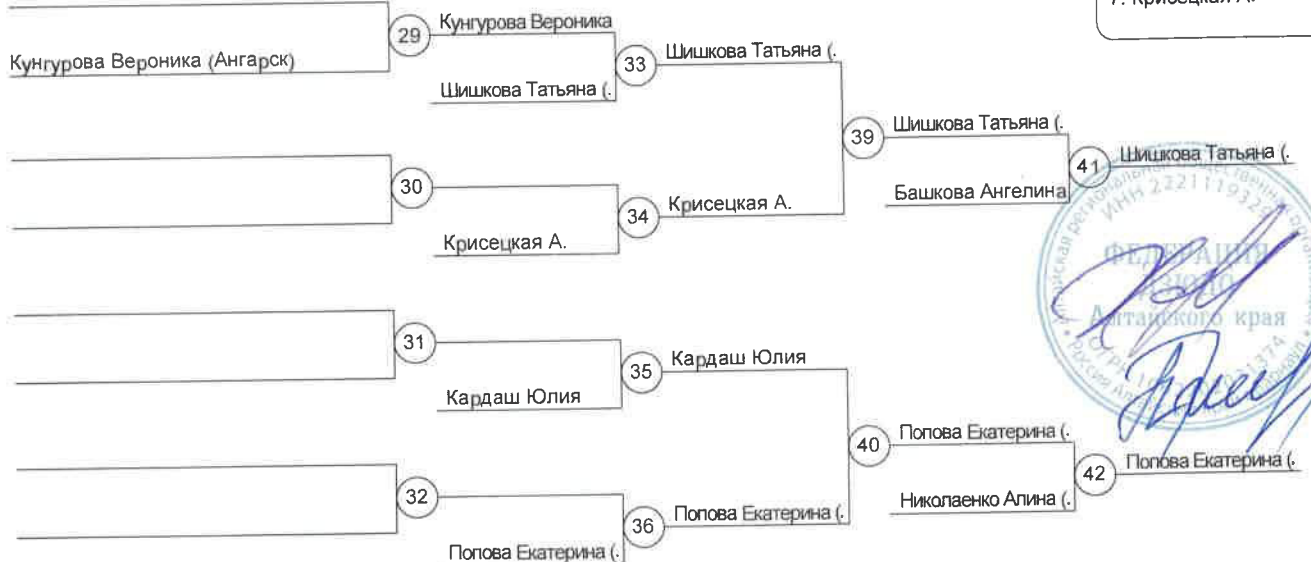 7. Крисецкая А.
29
Кунгурова Вероника
Кунгурова Вероника (Ангарск)
33
Шишкова Татьяна (.
Шишкова Татьяна (.
39
Шишкова Татьяна (.
41
Шишкова Татьяна (.
Башкова Ангелина
30
34
Крисецкая А.
Крисецкая А.
31
35
Кардаш Юлия
Кардаш Юлия
40
Попова Екатерина (.
42
Попова Екатерина (.
Николаенко Алина (.
32
36
Попова Екатерина (.
Попова Екатерина (.
ФЕДЕРАЦИЯ
ДЗЮДО
Алтайского края